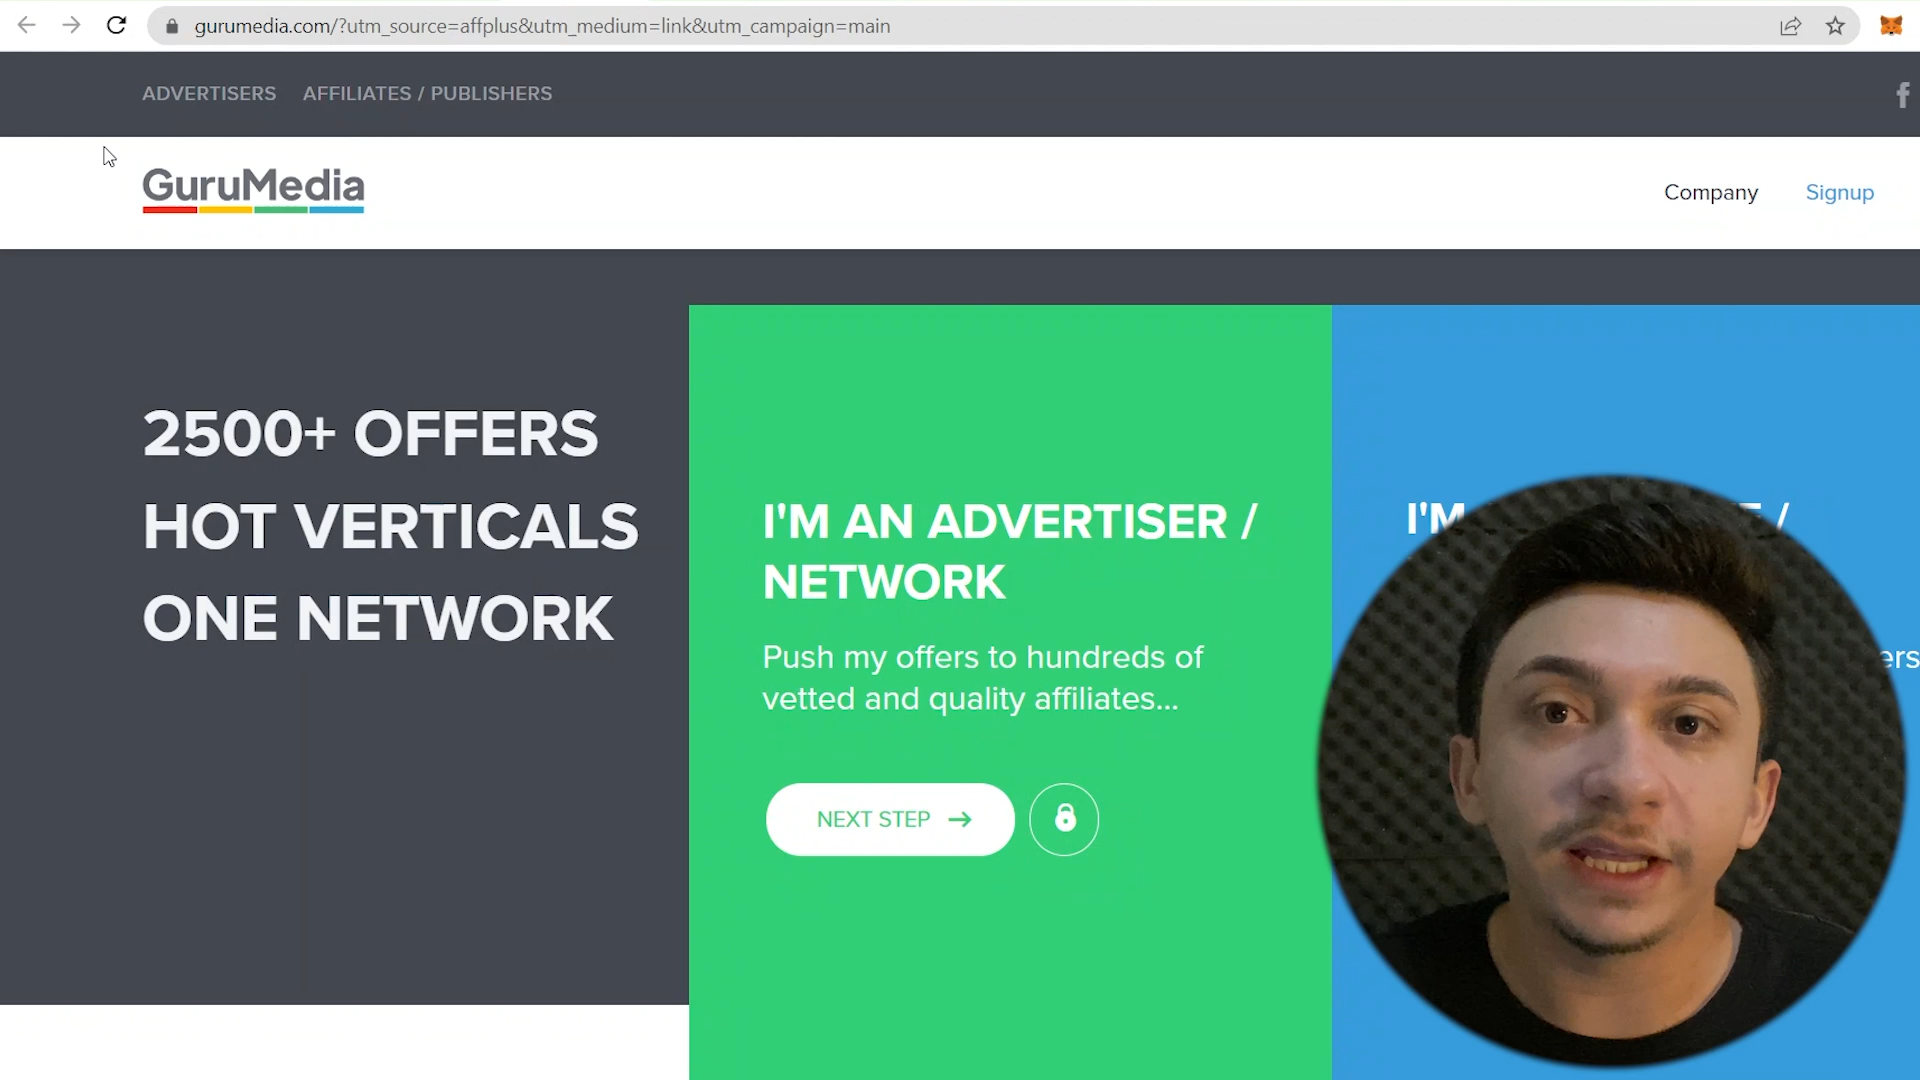 gurumedia.com/?utm_source=affplus&utm_medium=link&utm_campaign=main
ADVERTISERS AFFILIATES / PUBLISHERS
f
GuruMedia
Company Signup
2500+ OFFERS
HOT VERTICALS
ONE NETWORK
I'M AN ADVERTISER /
NETWORK
Push my offers to hundreds of
vetted and quality affiliates...
NEXT STEP
I'M /